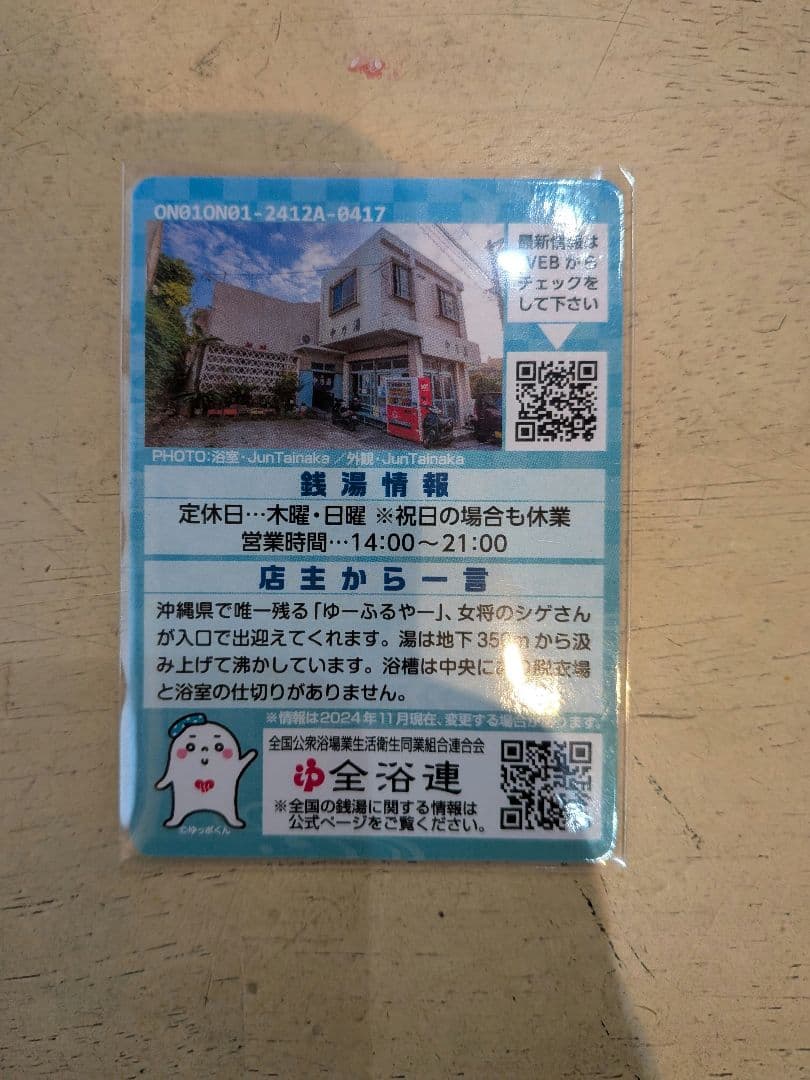 ON01ON01-2412A-0417
最新情報は
WEBから
チェックを
して下さい
中乃湯
PHOTO:浴室・JunTainaka／外観・JunTainaka
銭湯情報
定休日…木曜・日曜 ※祝日の場合も休業
営業時間…14:00～21:00
店主から一言
沖縄県で唯一残る「ゆーふるやー」、女将のシゲさん
が入口で出迎えてくれます。湯は地下350mから汲
み上げて沸かしています。浴槽は中央にあり脱衣場
と浴室の仕切りがありません。
※情報は2024年11月現在、変更する場合があります。
全国公衆浴場業生活衛生同業組合連合会
ゆ 全浴連
※全国の銭湯に関する情報は
公式ページをご覧ください。
©ゆっポくん